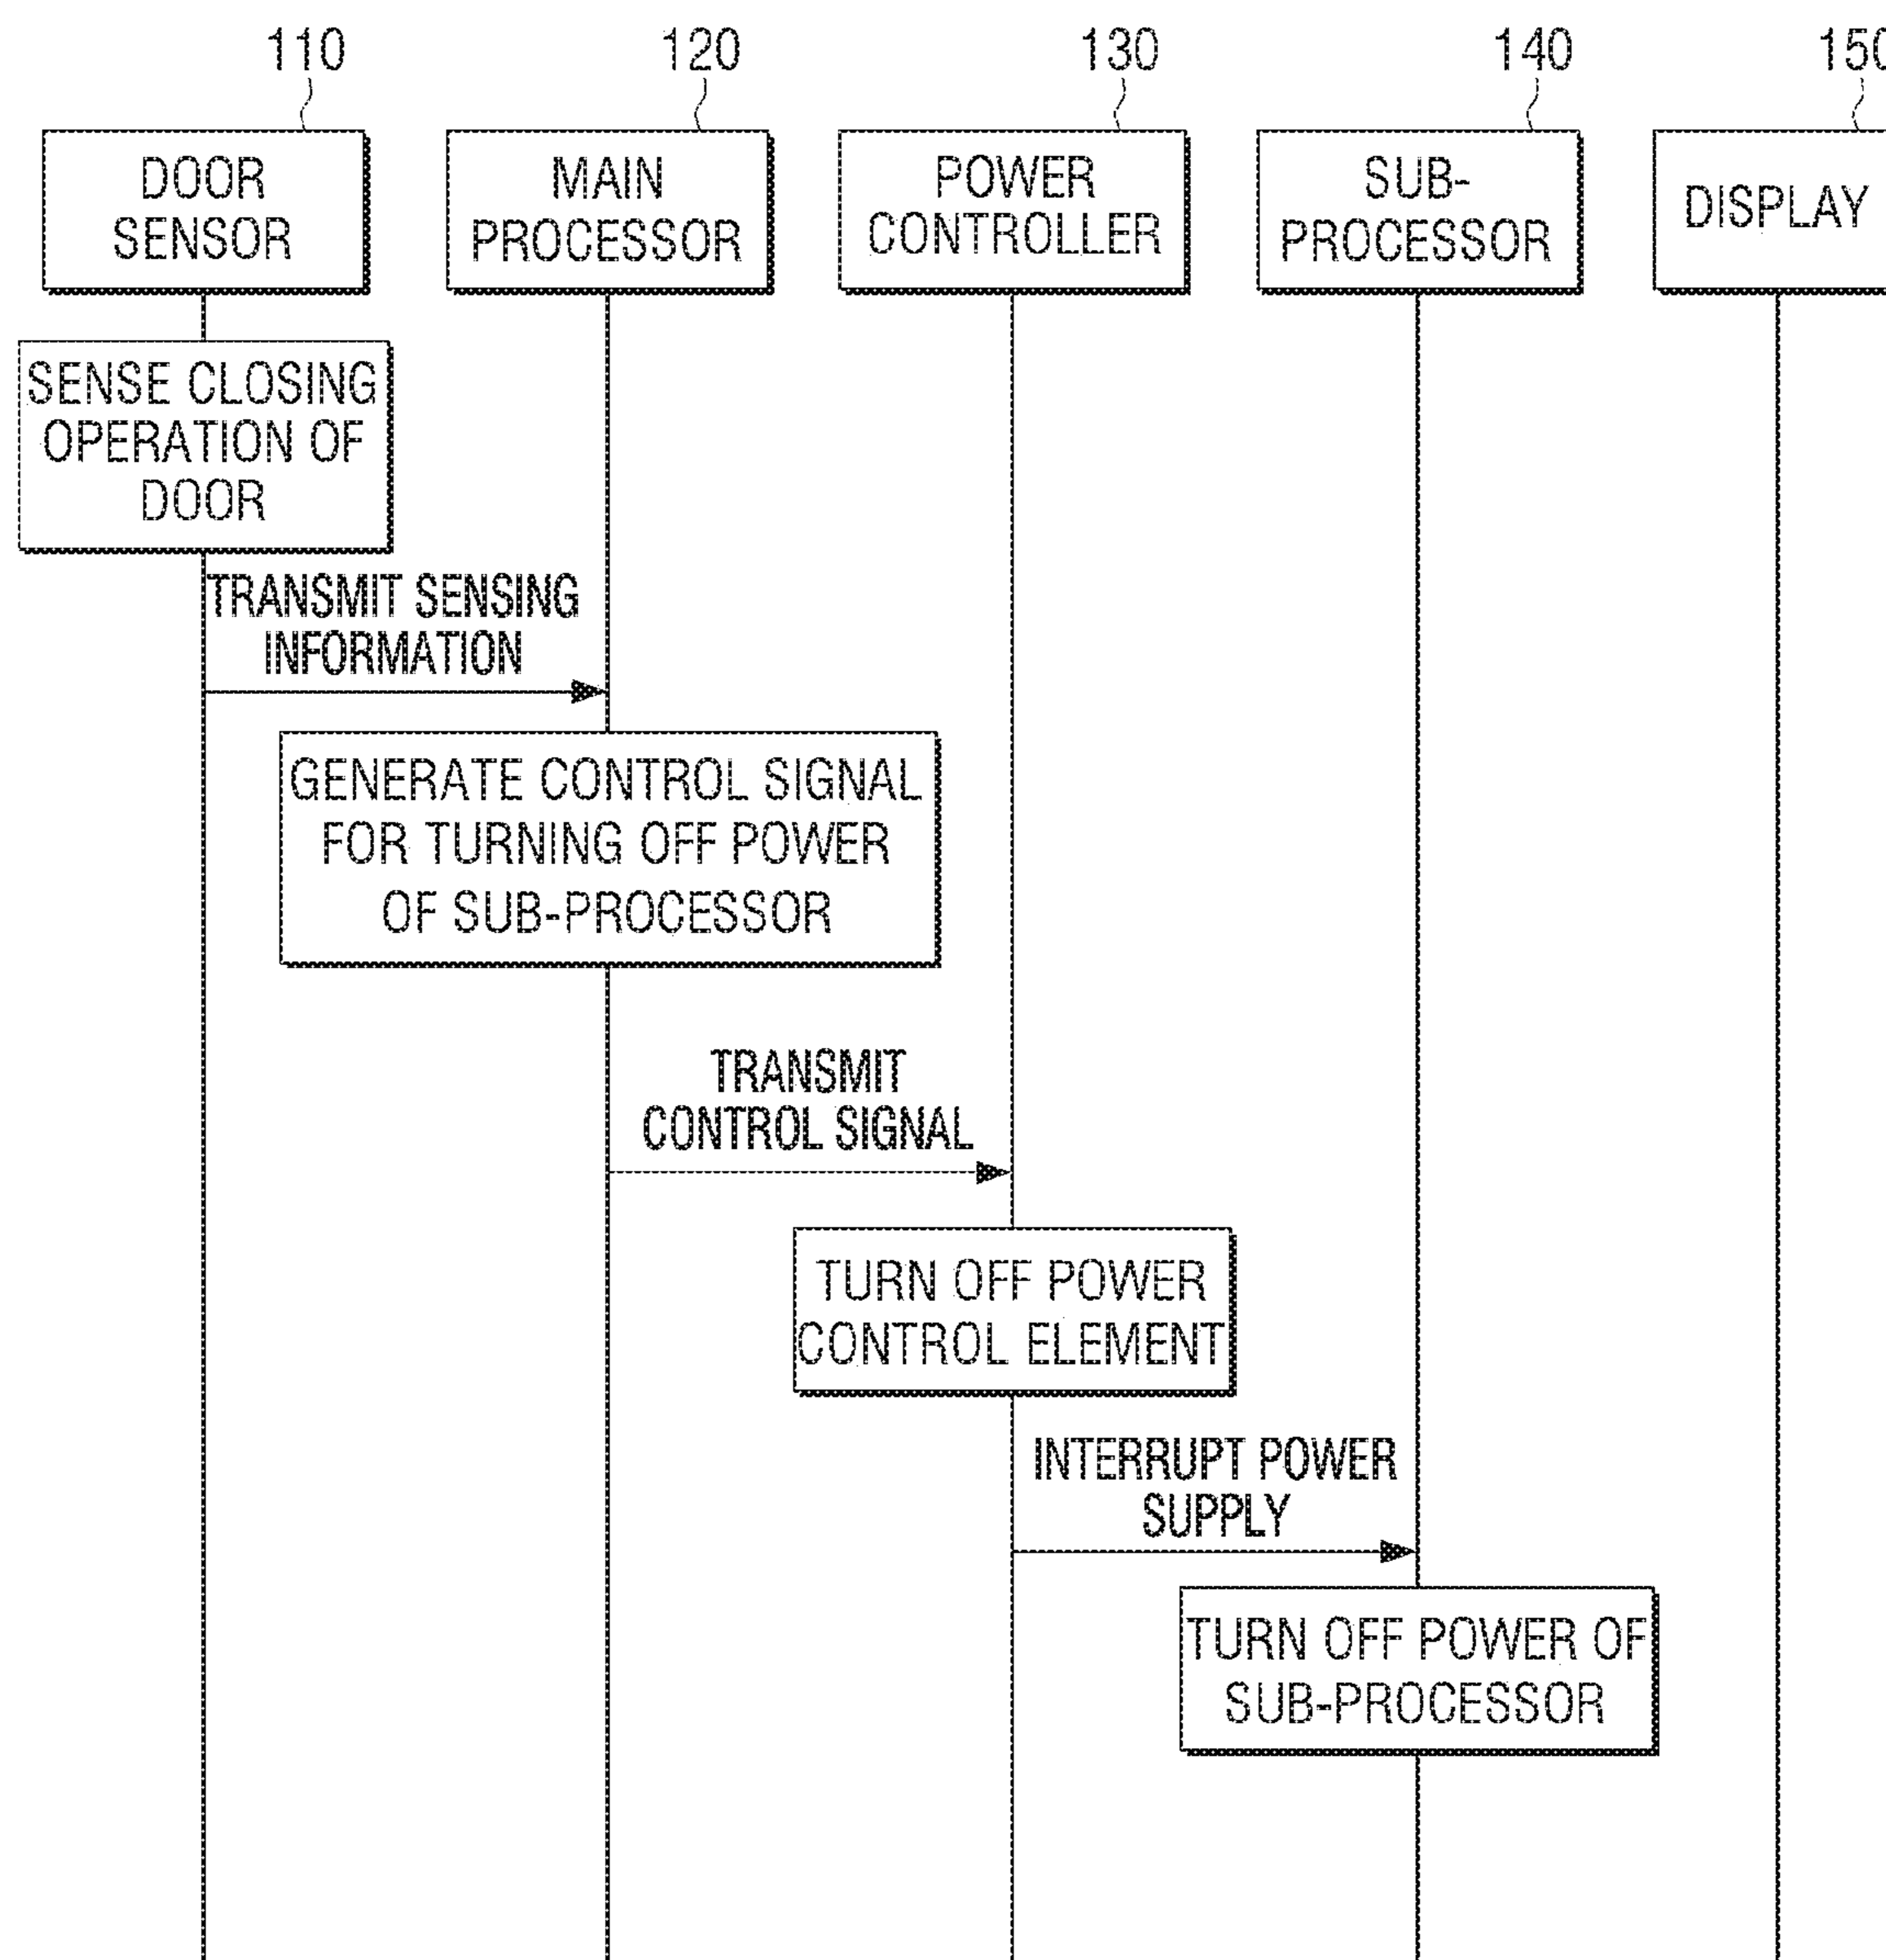 110
120
130
140
150
DOOR
SENSOR
MAIN
PROCESSOR
POWER
CONTROLLER
SUB-
PROCESSOR
DISPLAY
SENSE CLOSING
OPERATION OF
DOOR
TRANSMIT SENSING
INFORMATION
GENERATE CONTROL SIGNAL
FOR TURNING OFF POWER
OF SUB-PROCESSOR
TRANSMIT
CONTROL SIGNAL
TURN OFF POWER
CONTROL ELEMENT
INTERRUPT POWER
SUPPLY
TURN OFF POWER OF
SUB-PROCESSOR